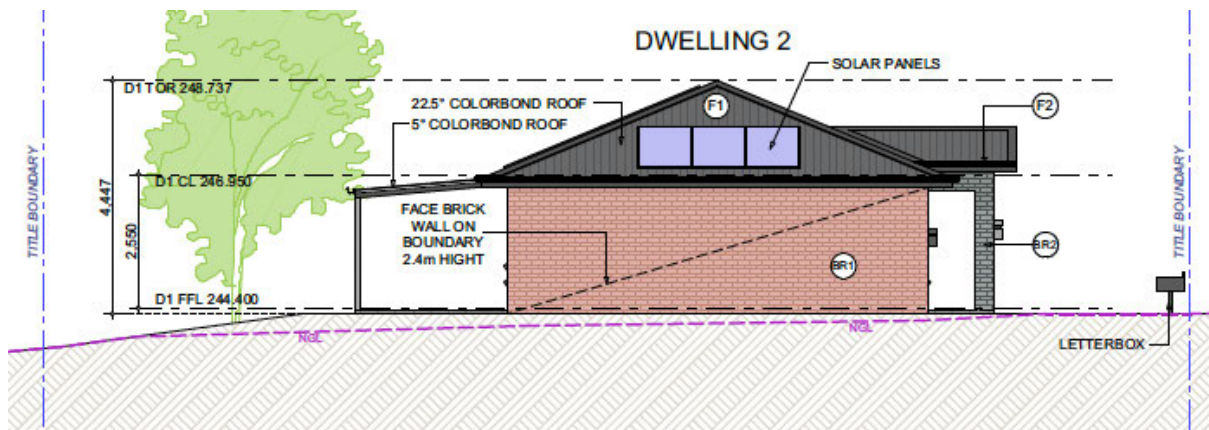 DWELLING 2
SOLAR PANELS
D1 TOR 248.737
F1
22.5° COLORBOND ROOF
F2
5° COLORBOND ROOF
D1 CL 246.950
4,447
2,550
TITLE BOUNDARY
TITLE BOUNDARY
FACE BRICK
WALL ON
BOUNDARY
2.4m HIGHT
BR2
BR1
D1 FFL 244.400
NGL
NGL
LETTERBOX